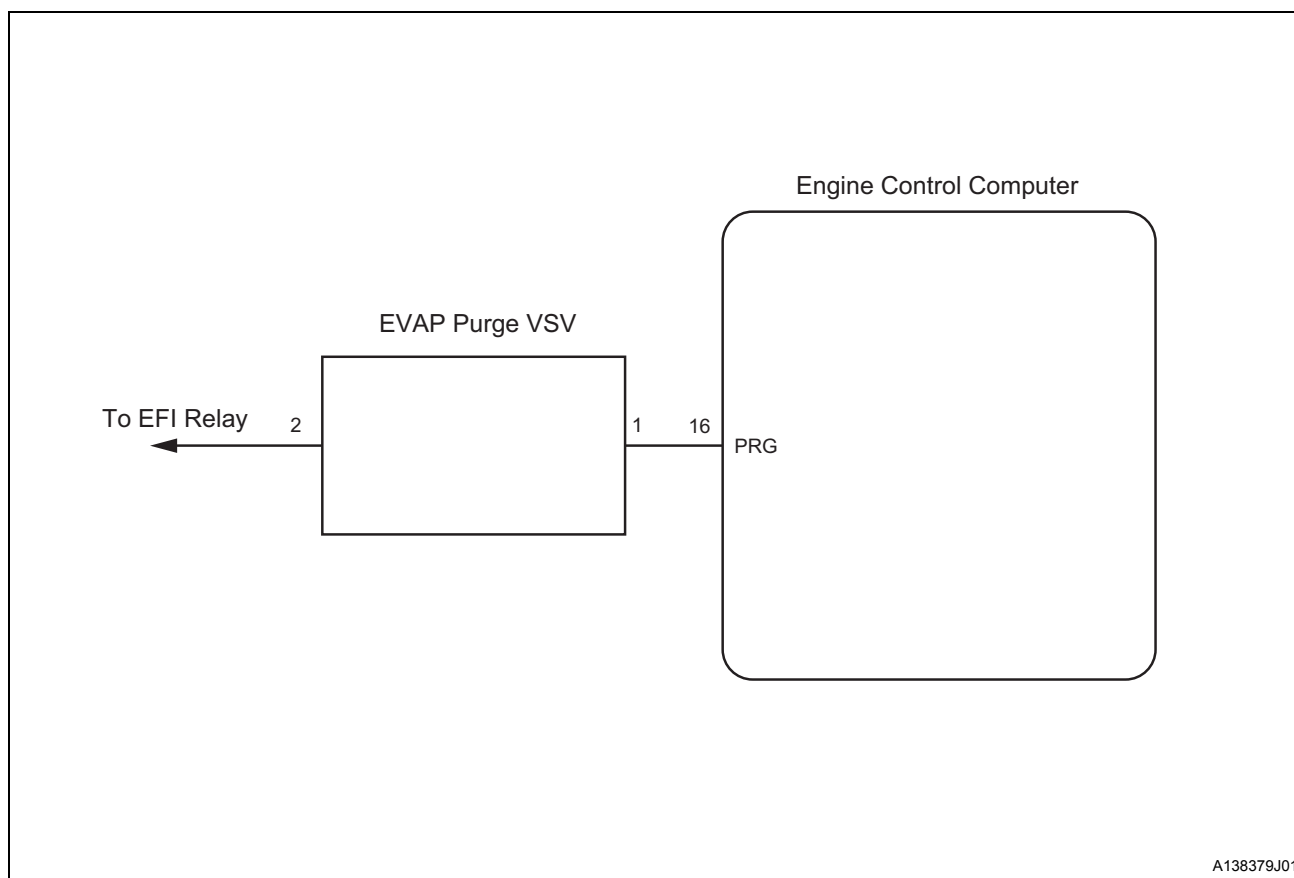 Engine Control Computer
EVAP Purge VSV
To EFI Relay
2
1
16
PRG
A138379J01